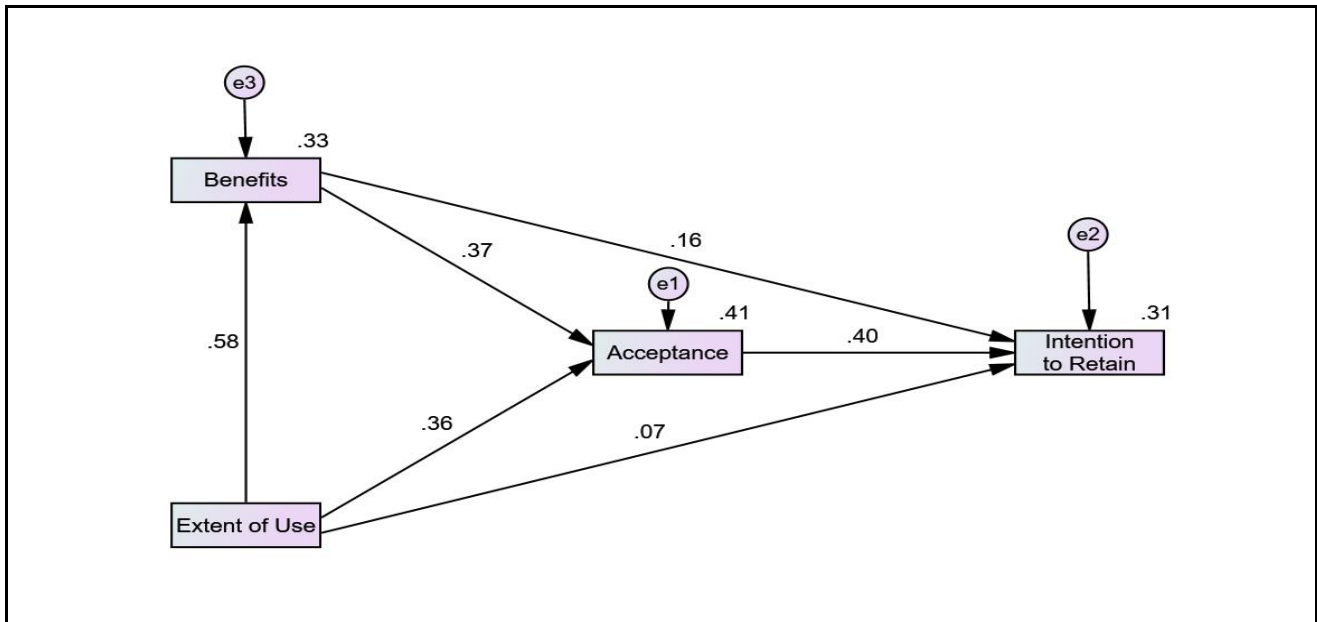 e3
.33
Benefits
.16
.37
e2
e1
.41
.31
.58
Acceptance
.40
Intention
to Retain
.36
.07
Extent of Use